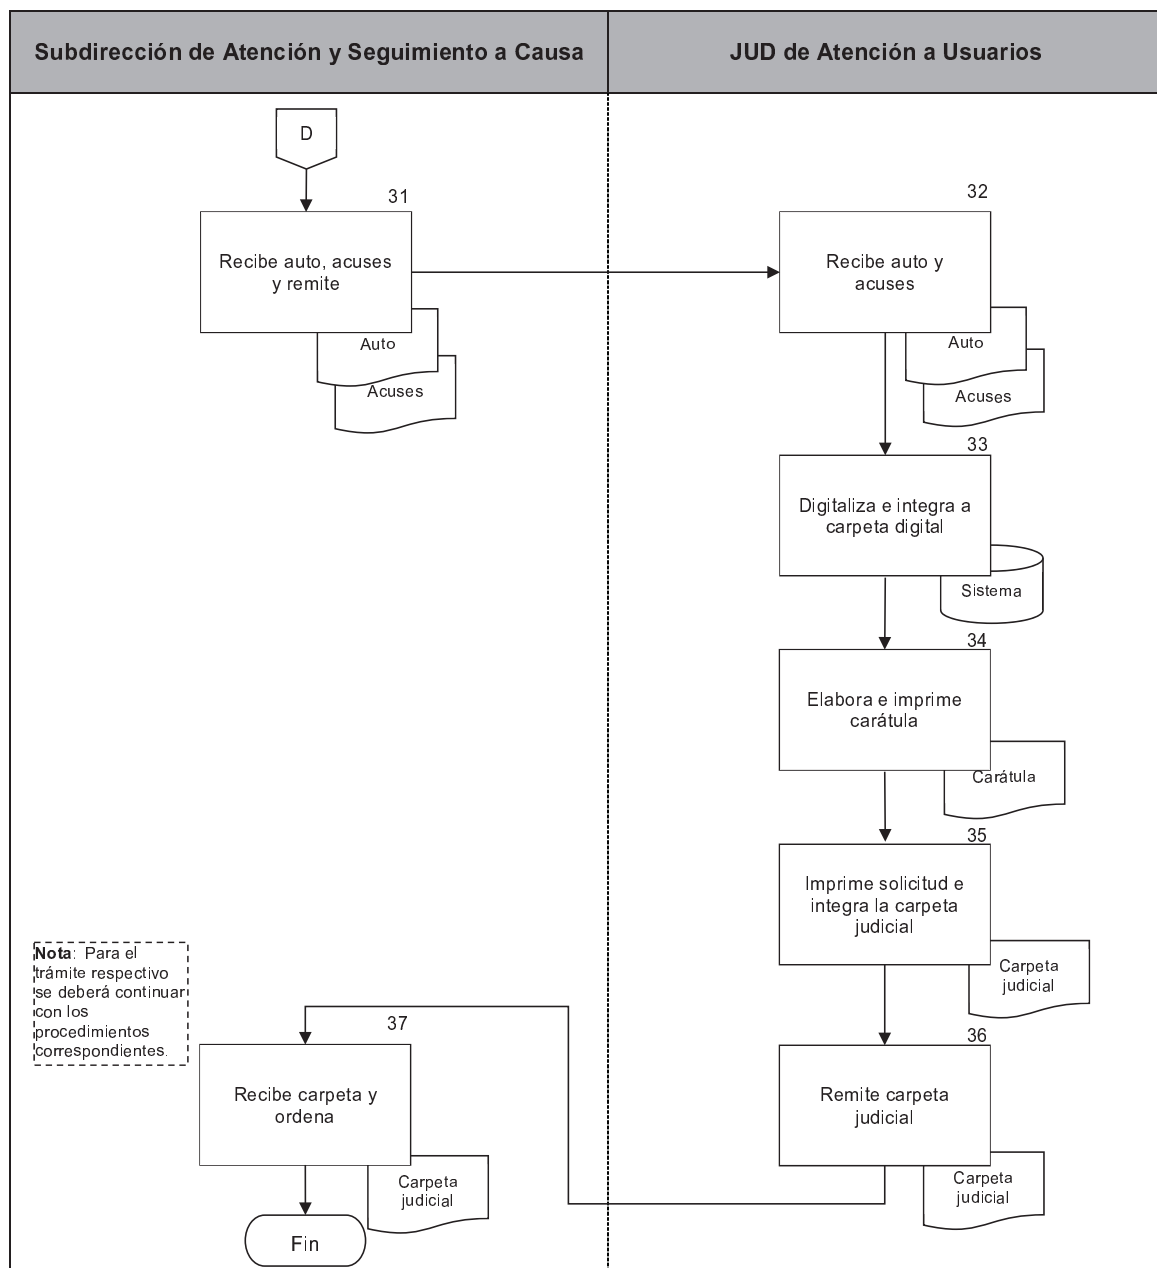 Subdirección de Atención y Seguimiento a Causa
JUD de Atención a Usuarios
D
31
Recibe auto, acuses
y remite
Auto
Acuses
32
Recibe auto y
acuses
Auto
Acuses
33
Digitaliza e integra a
carpeta digital
Sistema
34
Elabora e imprime
carátula
Carátula
35
Imprime solicitud e
integra la carpeta
judicial
Carpeta
judicial
36
Remite carpeta
judicial
Carpeta
judicial
Nota: Para el
trámite respectivo
se deberá continuar
con los
procedimientos
correspondientes.
37
Recibe carpeta y
ordena
Carpeta
judicial
Fin